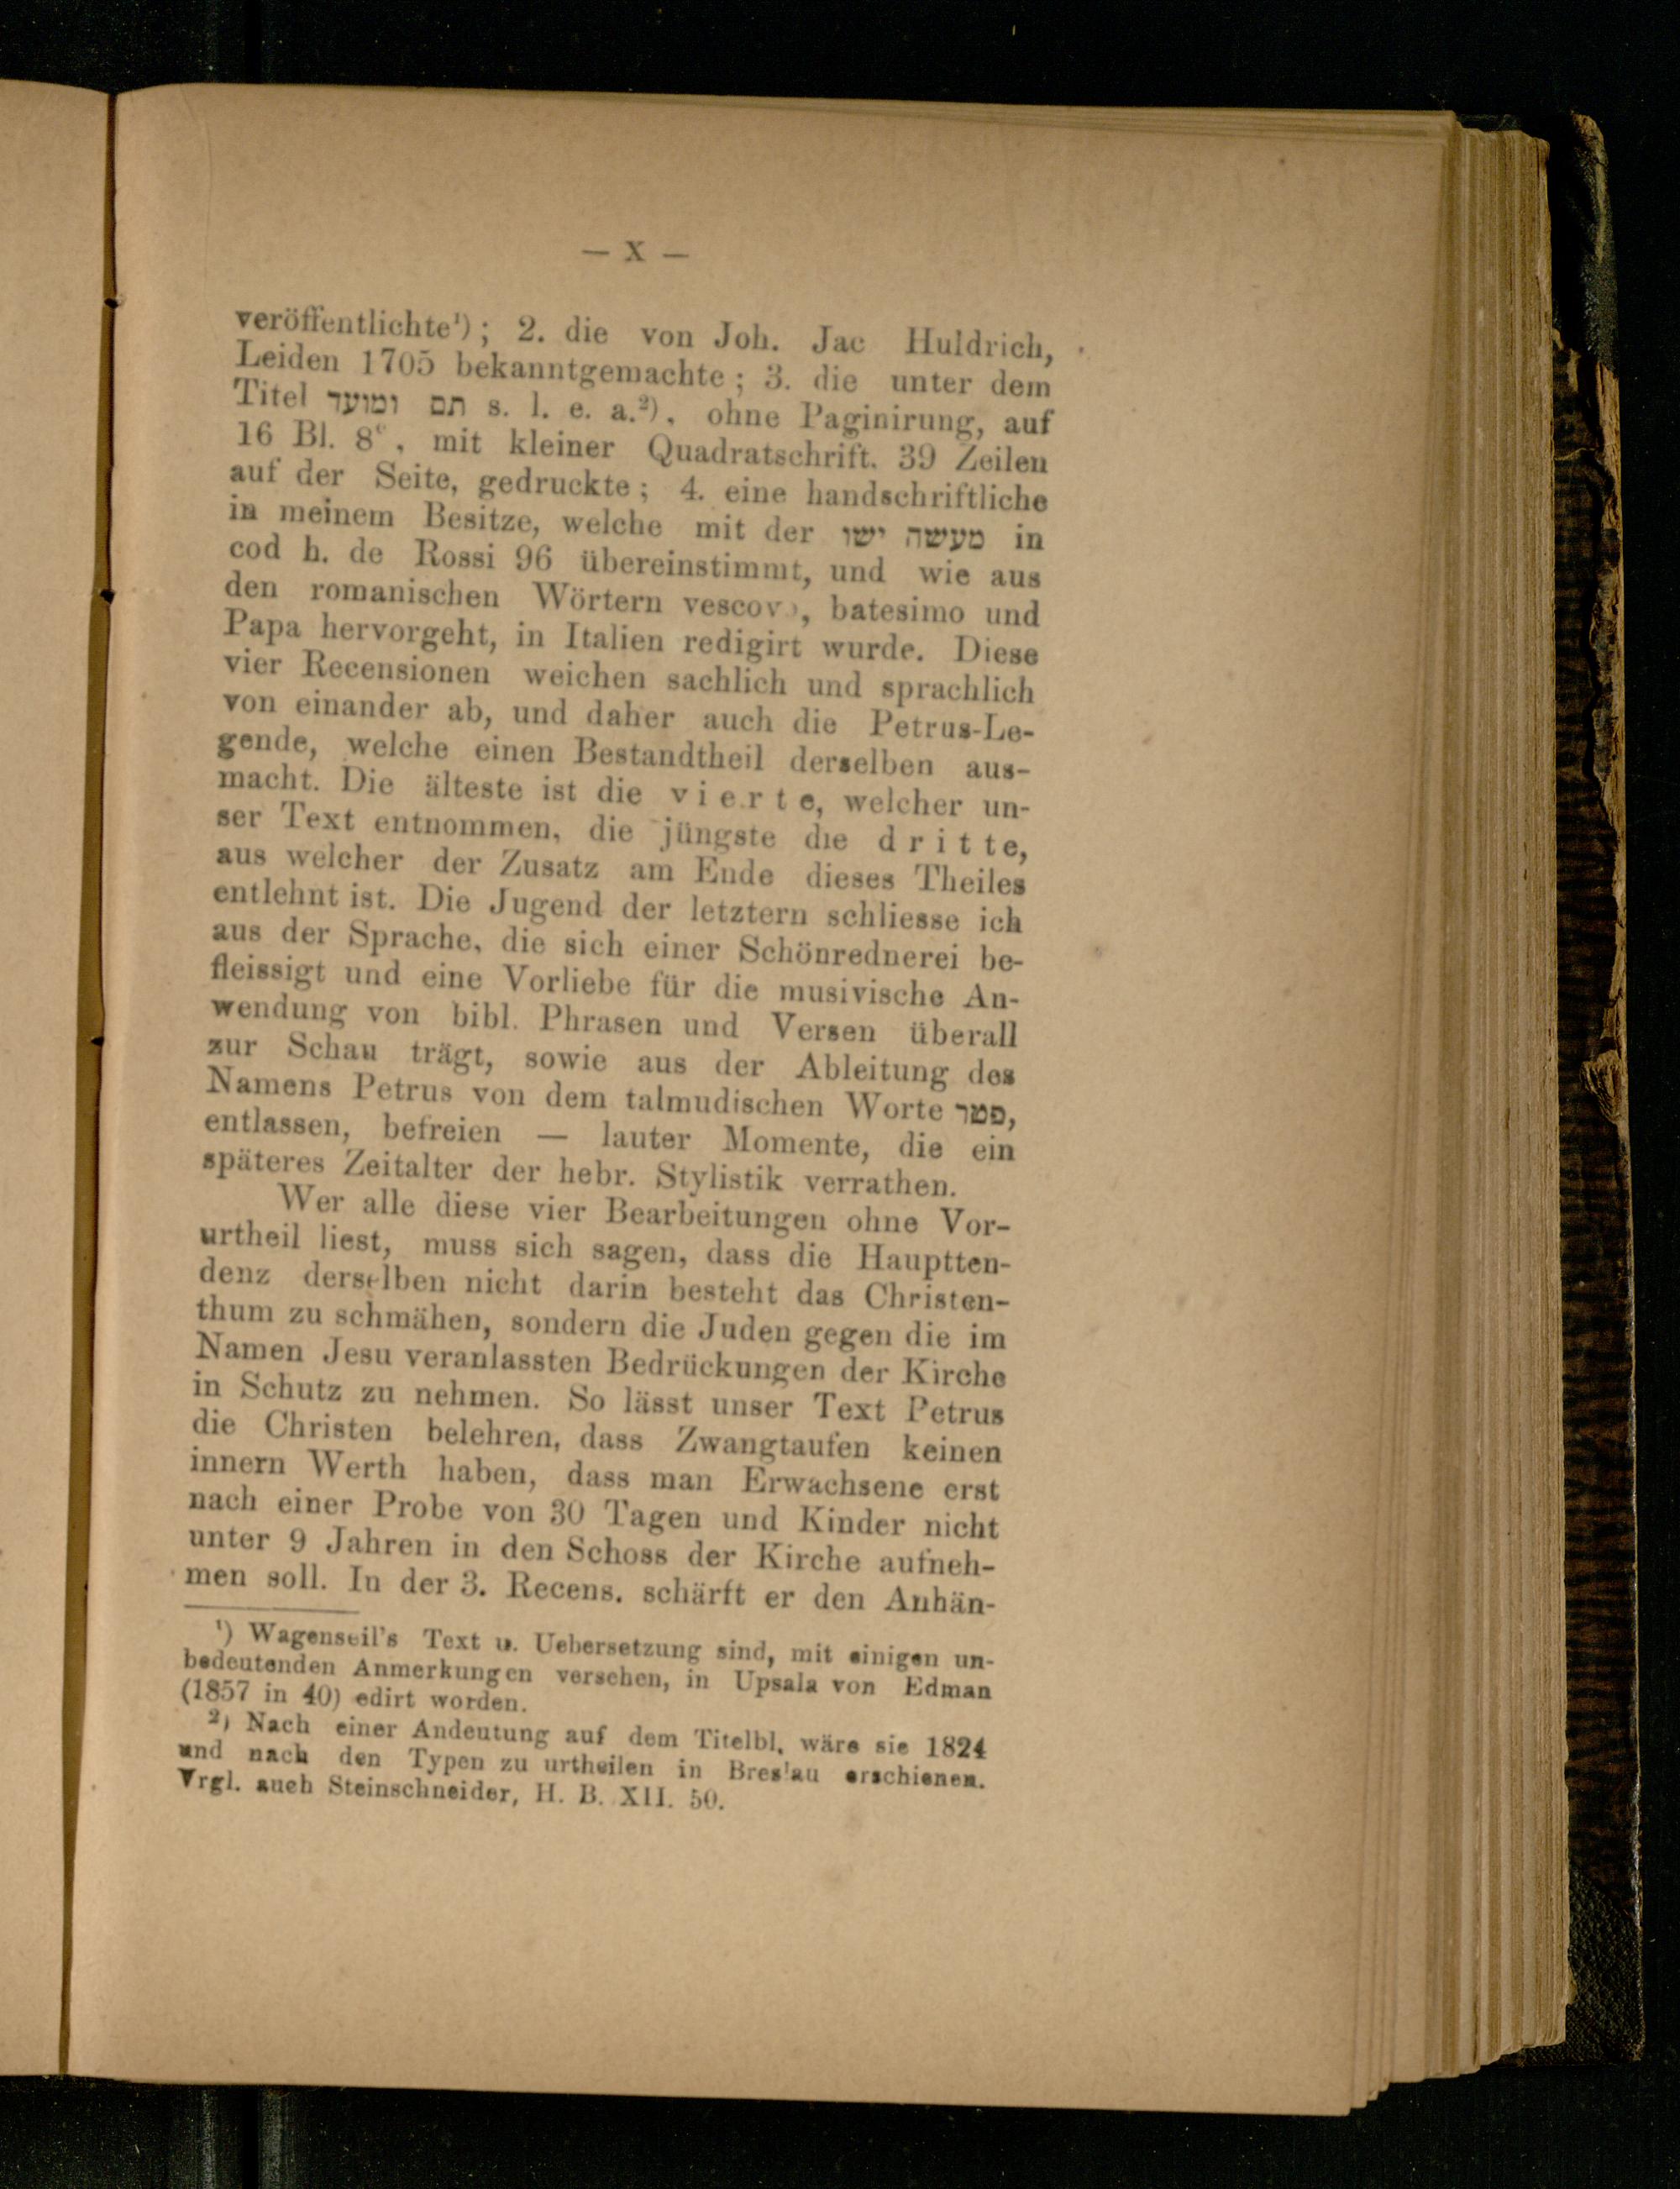 — X —
veröffentlichte¹); 2. die von Joh. Jac Huldrich,
Leiden 1705 bekanntgemachte; 3. die unter dem
Titel תם ומועד s. l. e. a.²), ohne Paginirung, auf
16 Bl. 8°, mit kleiner Quadratschrift. 39 Zeilen
auf der Seite, gedruckte; 4. eine handschriftliche
in meinem Besitze, welche mit der מעשה ישו in
cod h. de Rossi 96 übereinstimmt, und wie aus
den romanischen Wörtern vescovo, batesimo und
Papa hervorgeht, in Italien redigirt wurde. Diese
vier Recensionen weichen sachlich und sprachlich
von einander ab, und daher auch die Petrus-Le-
gende, welche einen Bestandtheil derselben aus-
macht. Die älteste ist die vierte, welcher un-
ser Text entnommen, die jüngste die dritte,
aus welcher der Zusatz am Ende dieses Theiles
entlehnt ist. Die Jugend der letztern schliesse ich
aus der Sprache, die sich einer Schönrednerei be-
fleissigt und eine Vorliebe für die musivische An-
wendung von bibl. Phrasen und Versen überall
zur Schau trägt, sowie aus der Ableitung des
Namens Petrus von dem talmudischen Worte פטר,
entlassen, befreien — lauter Momente, die ein
späteres Zeitalter der hebr. Stylistik verrathen.
Wer alle diese vier Bearbeitungen ohne Vor-
urtheil liest, muss sich sagen, dass die Hauptten-
denz derselben nicht darin besteht das Christen-
thum zu schmähen, sondern die Juden gegen die im
Namen Jesu veranlassten Bedrückungen der Kirche
in Schutz zu nehmen. So lässt unser Text Petrus
die Christen belehren, dass Zwangtaufen keinen
innern Werth haben, dass man Erwachsene erst
nach einer Probe von 30 Tagen und Kinder nicht
unter 9 Jahren in den Schoss der Kirche aufneh-
men soll. In der 3. Recens. schärft er den Anhän-
¹) Wagenseil's Text u. Uebersetzung sind, mit einigen un-
bedeutenden Anmerkungen versehen, in Upsala von Edman
(1857 in 40) edirt worden.
²) Nach einer Andeutung auf dem Titelbl. wäre sie 1824
und nach den Typen zu urtheilen in Breslau erschienen.
Vrgl. auch Steinschneider, H. B. XII. 50.